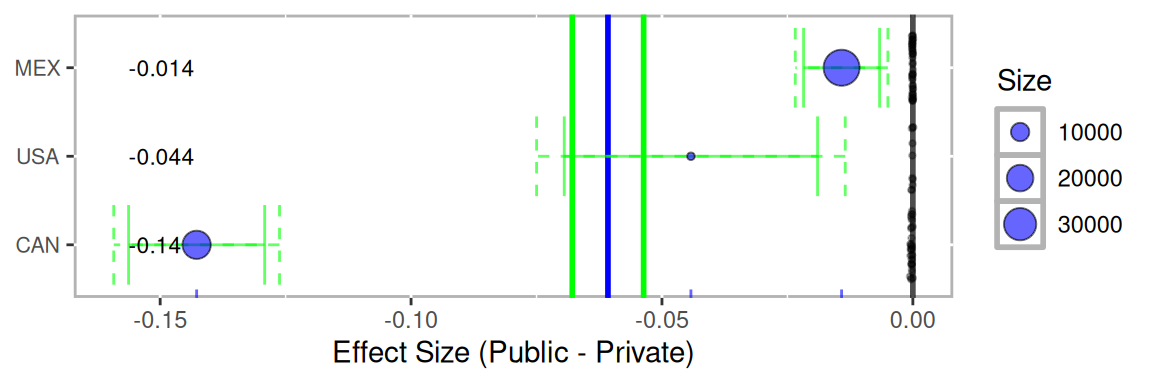 MEX -0.014
USA -0.044
CAN -0.14
-0.15 -0.10 -0.05 0.00
Effect Size (Public - Private)
Size
10000
20000
30000